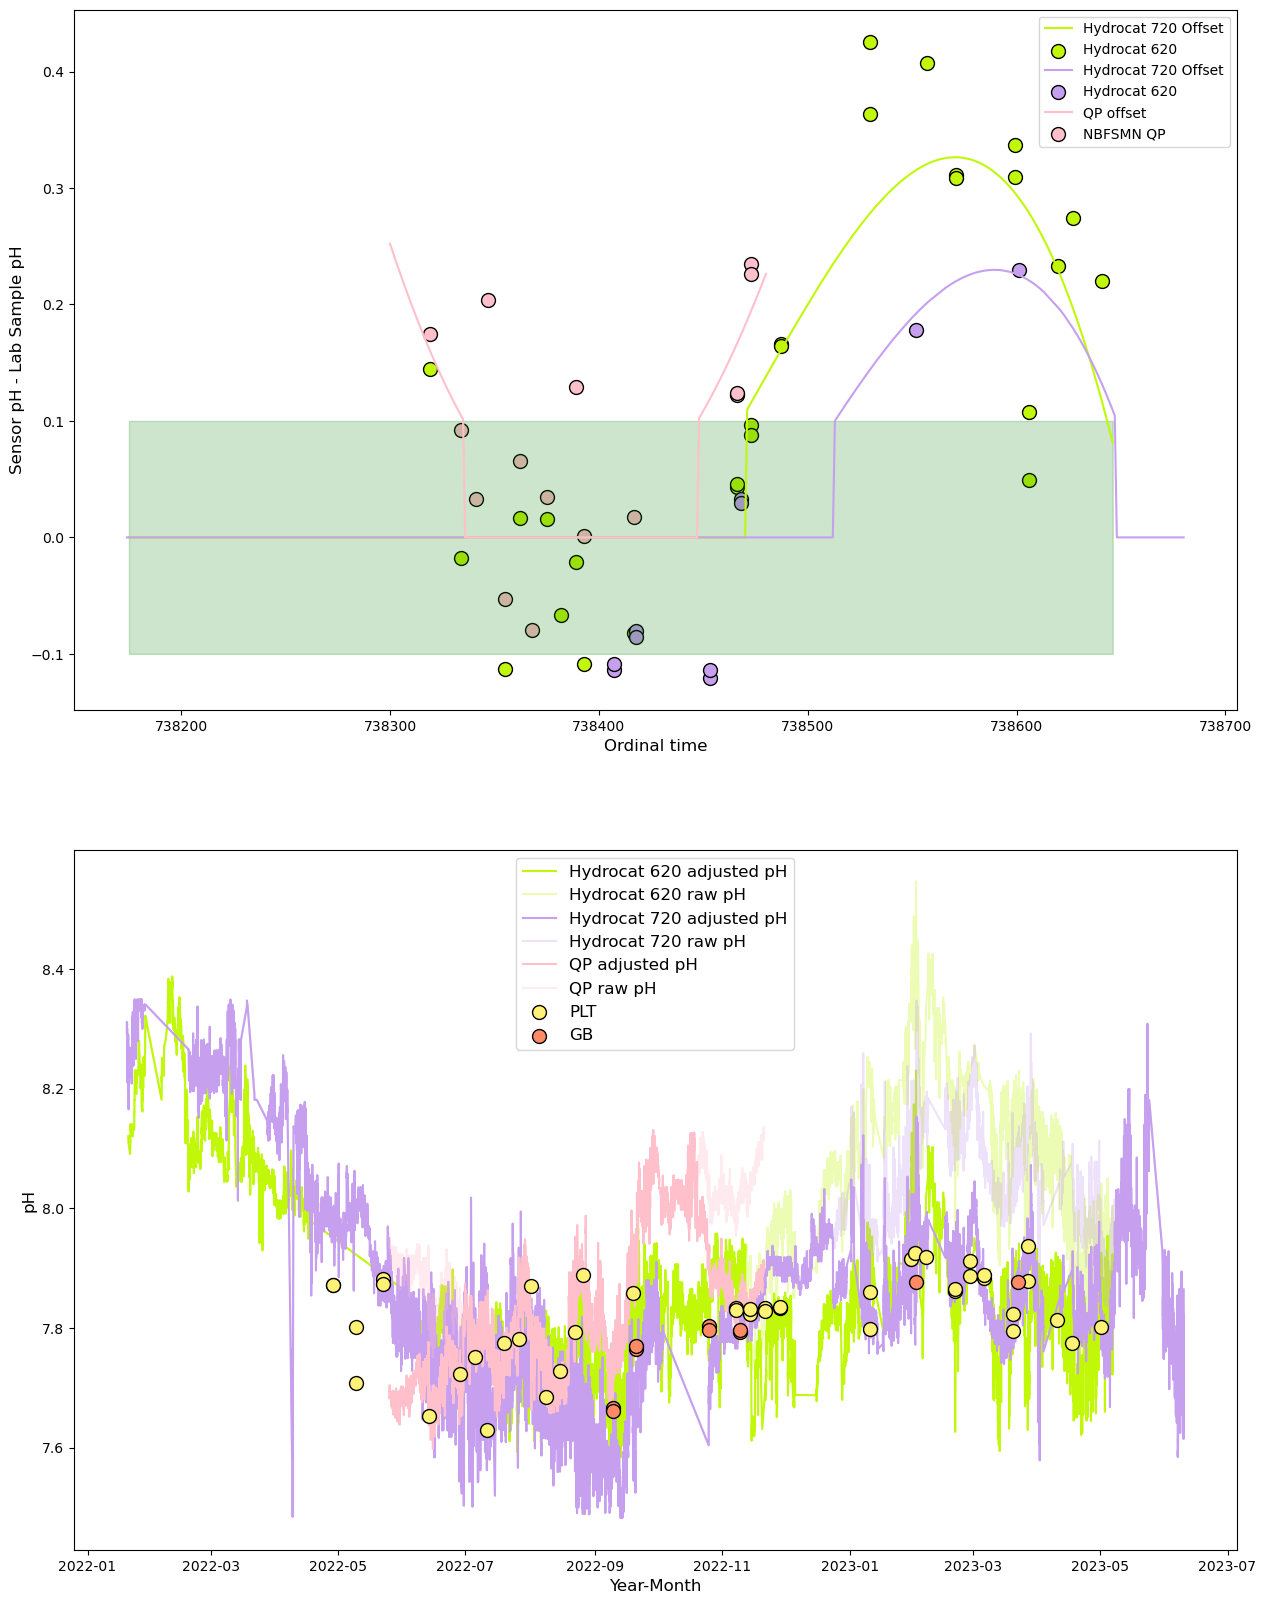 Hydrocat 720 Offset
Hydrocat 620
Hydrocat 720 Offset
Hydrocat 620
QP offset
NBFSMN QP
Sensor pH - Lab Sample pH
0.4
0.3
0.2
0.1
0.0
−0.1
738200 738300 738400 738500 738600 738700
Ordinal time
Hydrocat 620 adjusted pH
Hydrocat 620 raw pH
Hydrocat 720 adjusted pH
Hydrocat 720 raw pH
QP adjusted pH
QP raw pH
PLT
GB
pH
8.4
8.2
8.0
7.8
7.6
2022-01 2022-03 2022-05 2022-07 2022-09 2022-11 2023-01 2023-03 2023-05 2023-07
Year-Month